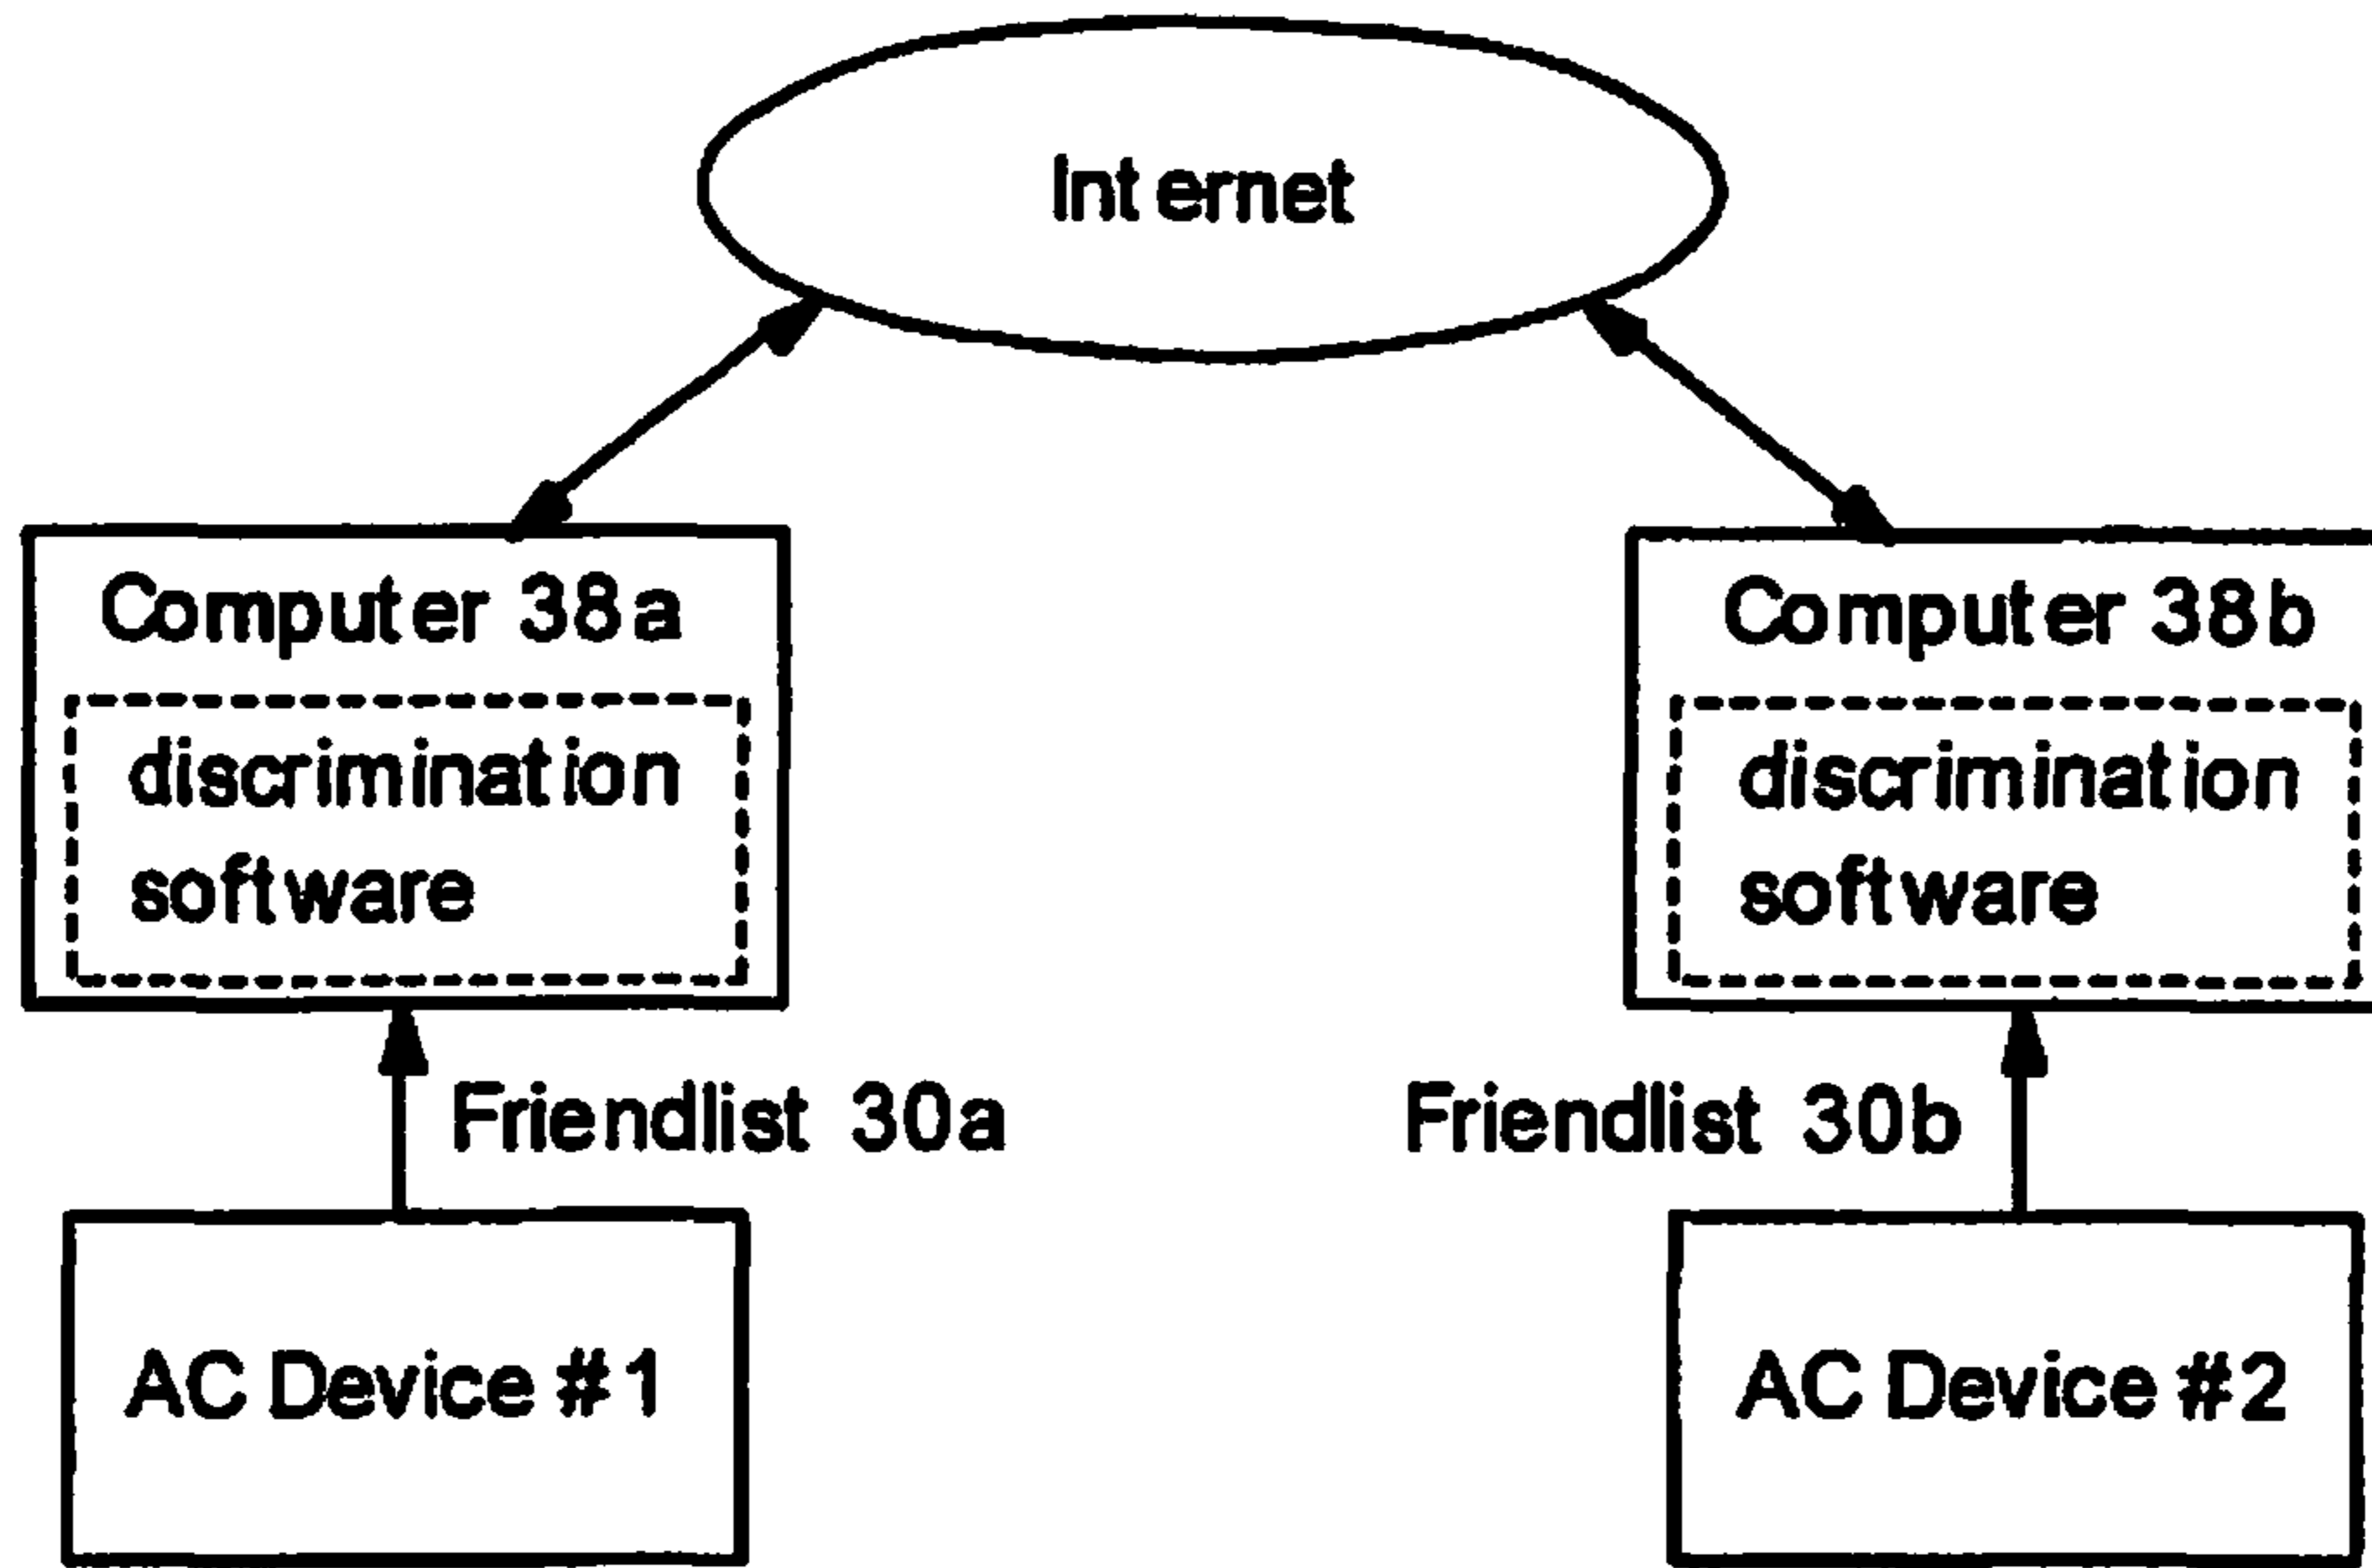 Internet
Computer 38a
discrimination
software
Computer 38b
discrimination
software
Friendlist 30a
Friendlist 30b
AC Device #1
AC Device #2